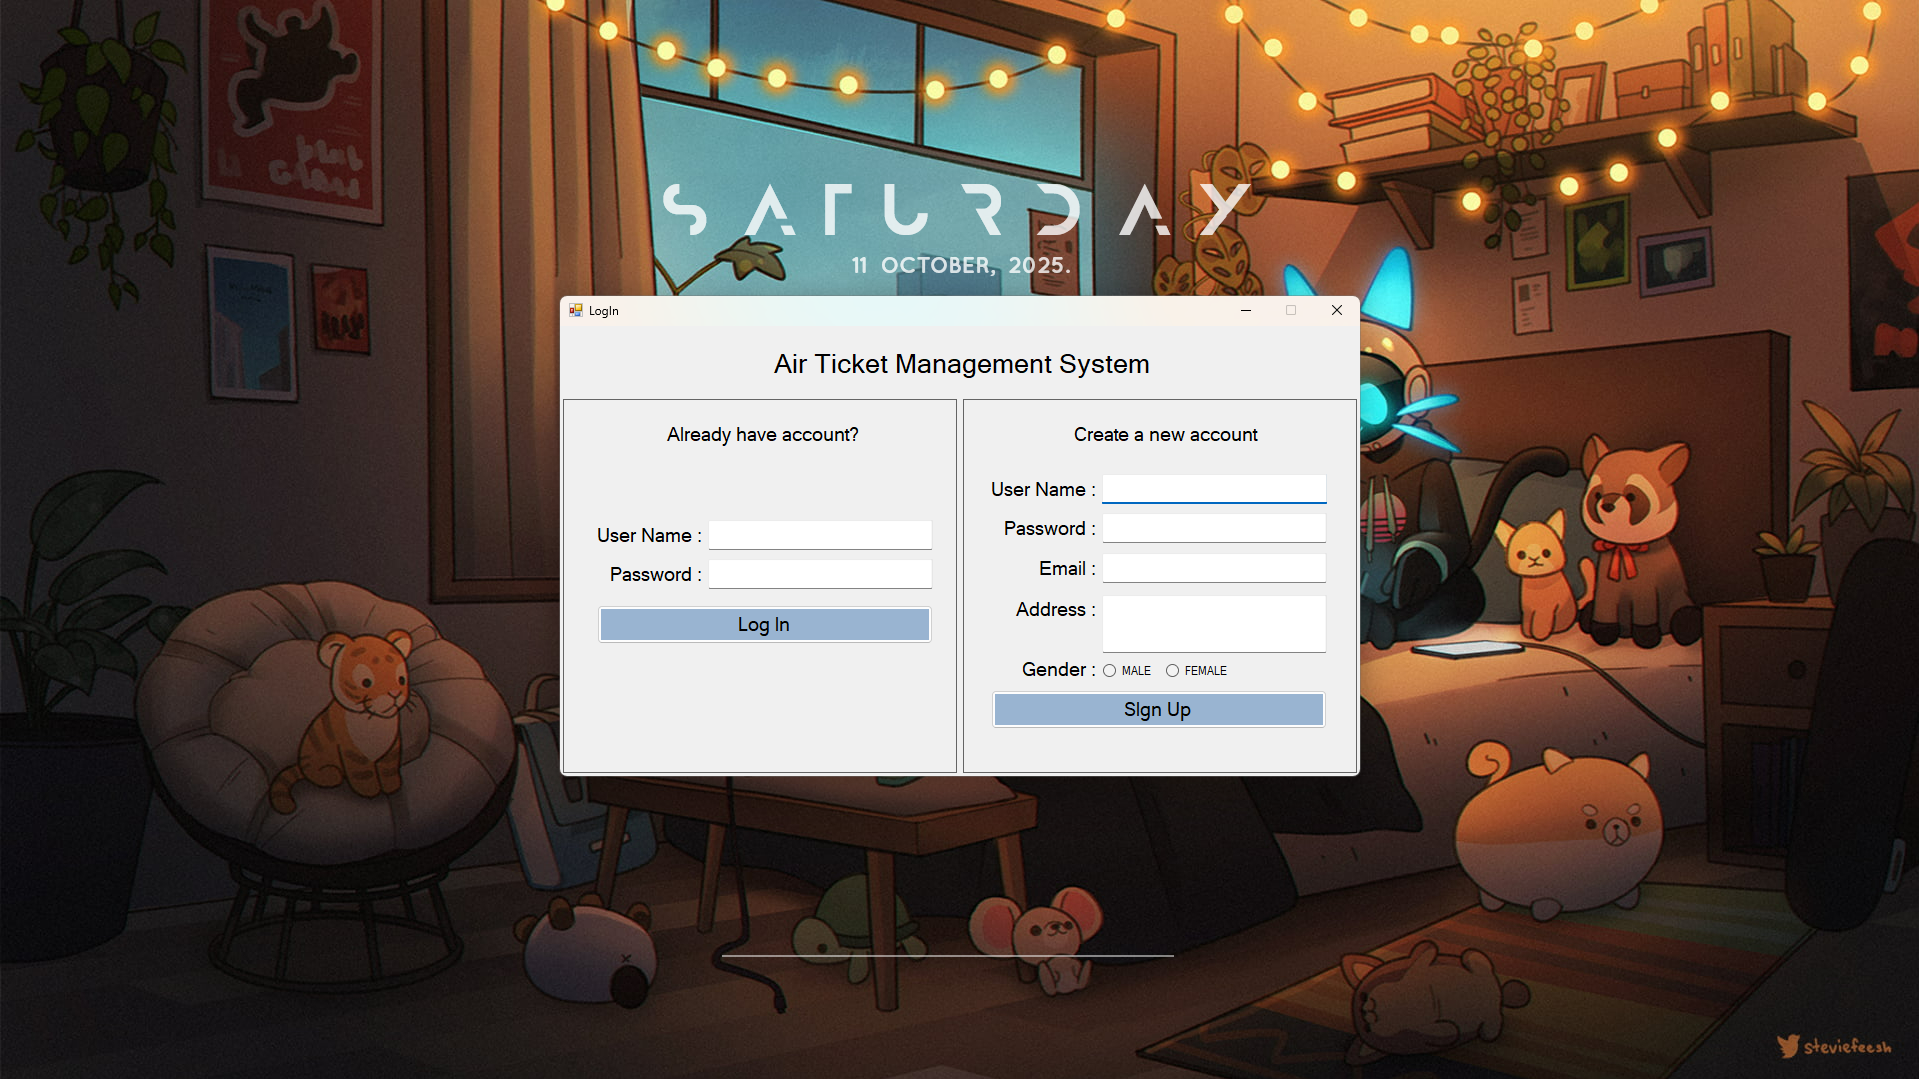 SATURDAY
11 OCTOBER, 2025.
LogIn
Air Ticket Management System
Already have account?
User Name :
Password :
Log In
Create a new account
User Name :
Password :
Email :
Address :
Gender : MALE FEMALE
SIgn Up
steviefeesh